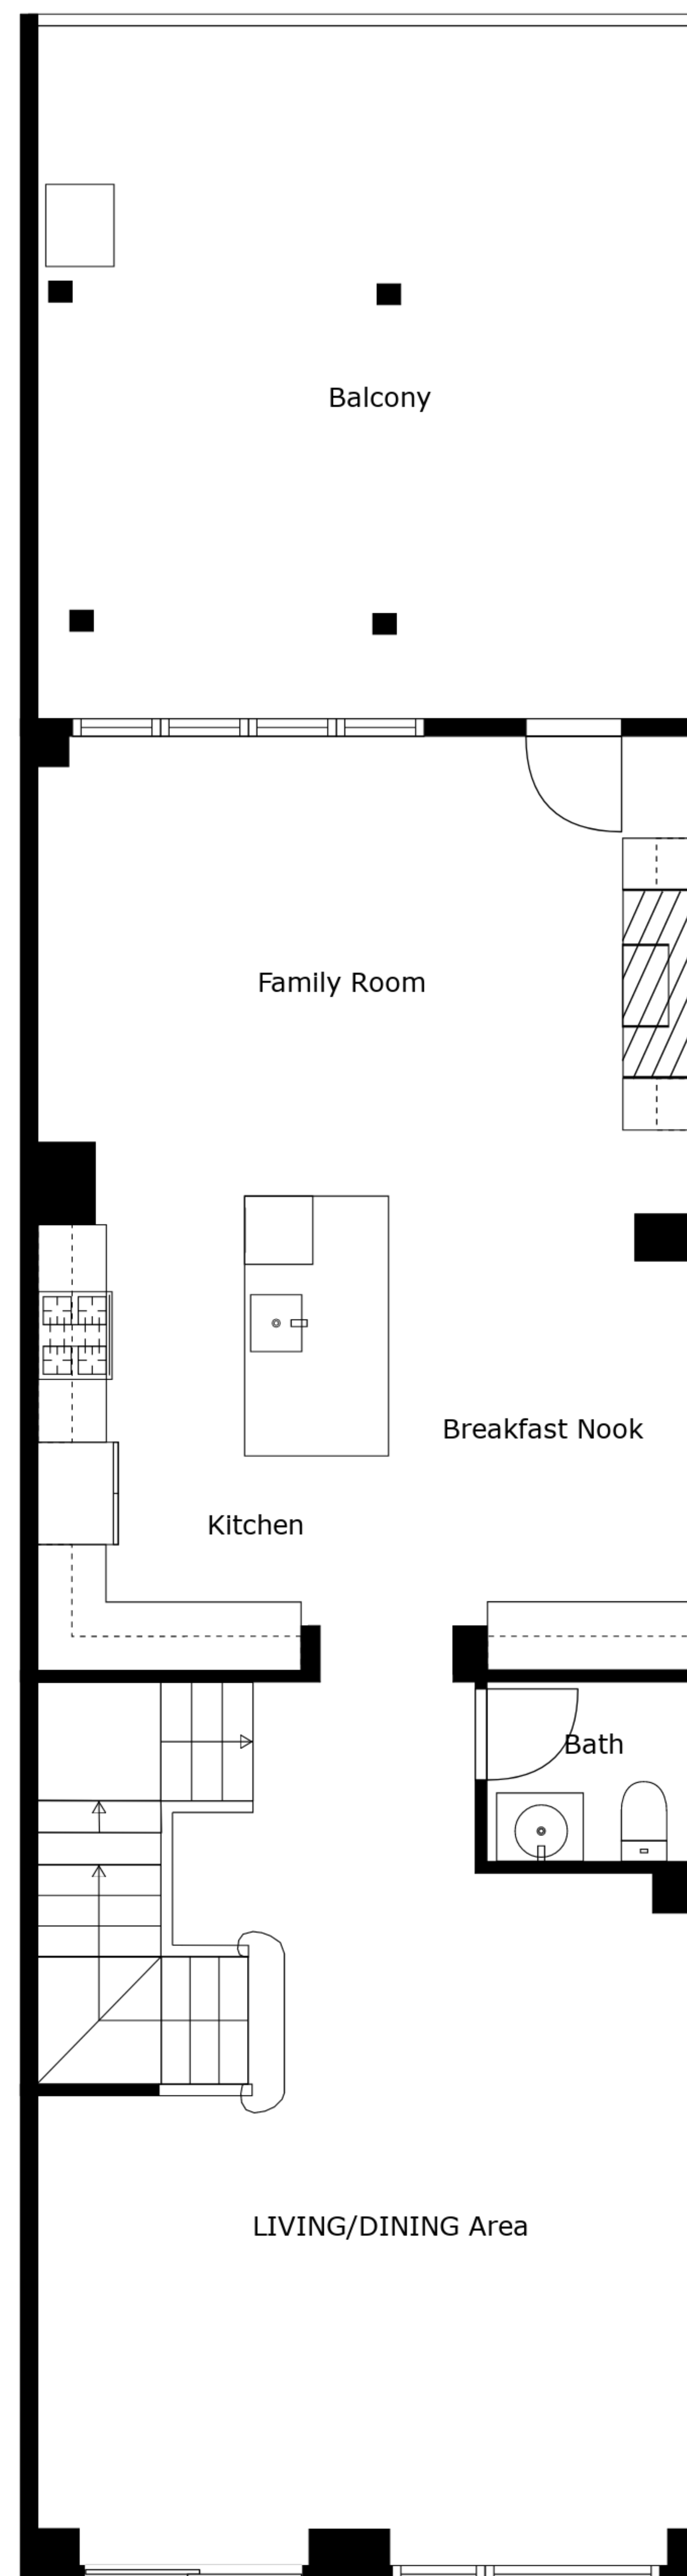 Balcony
Family Room
Breakfast Nook
Kitchen
Bath
LIVING/DINING Area